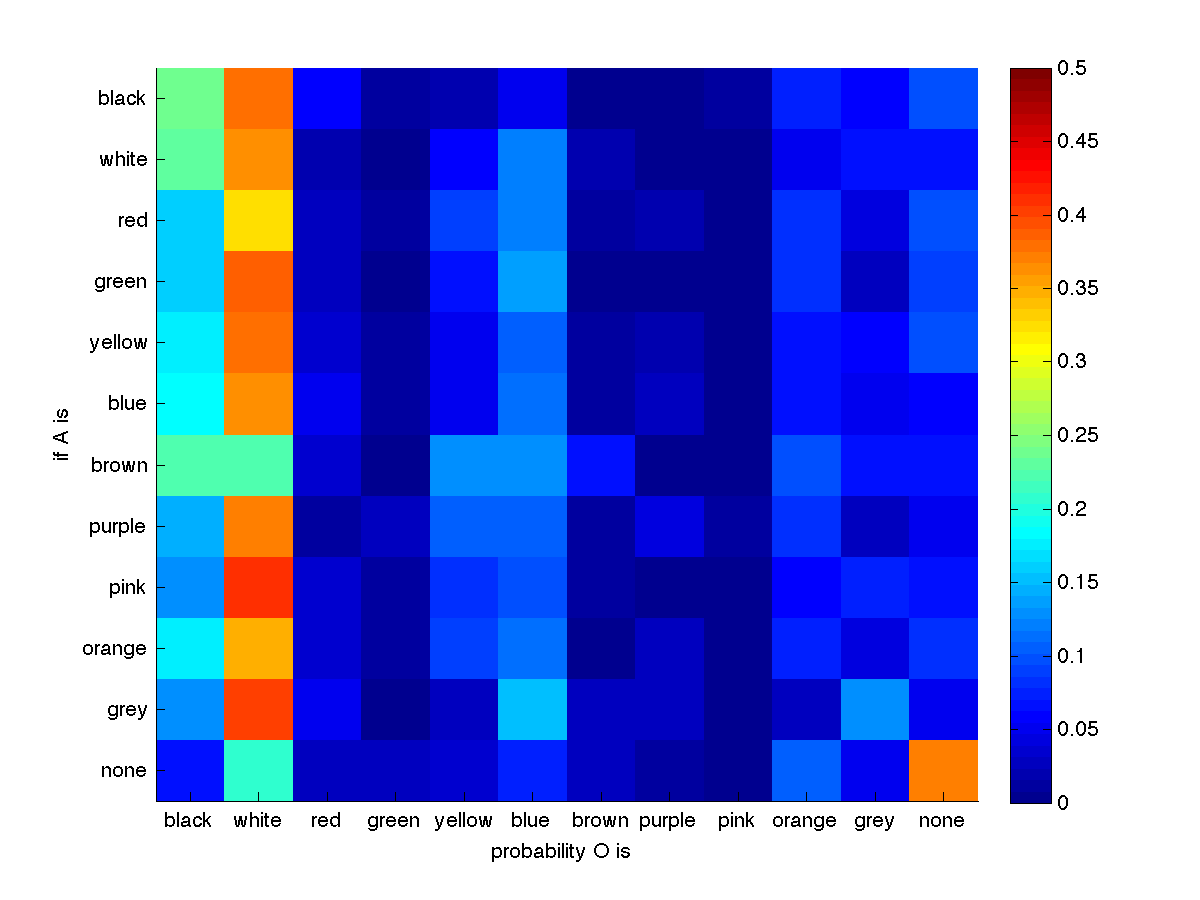 black
white
red
green
yellow
blue
brown
purple
pink
orange
grey
none
if A is
black white red green yellow blue brown purple pink orange grey none
probability O is
0.5
0.45
0.4
0.35
0.3
0.25
0.2
0.15
0.1
0.05
0